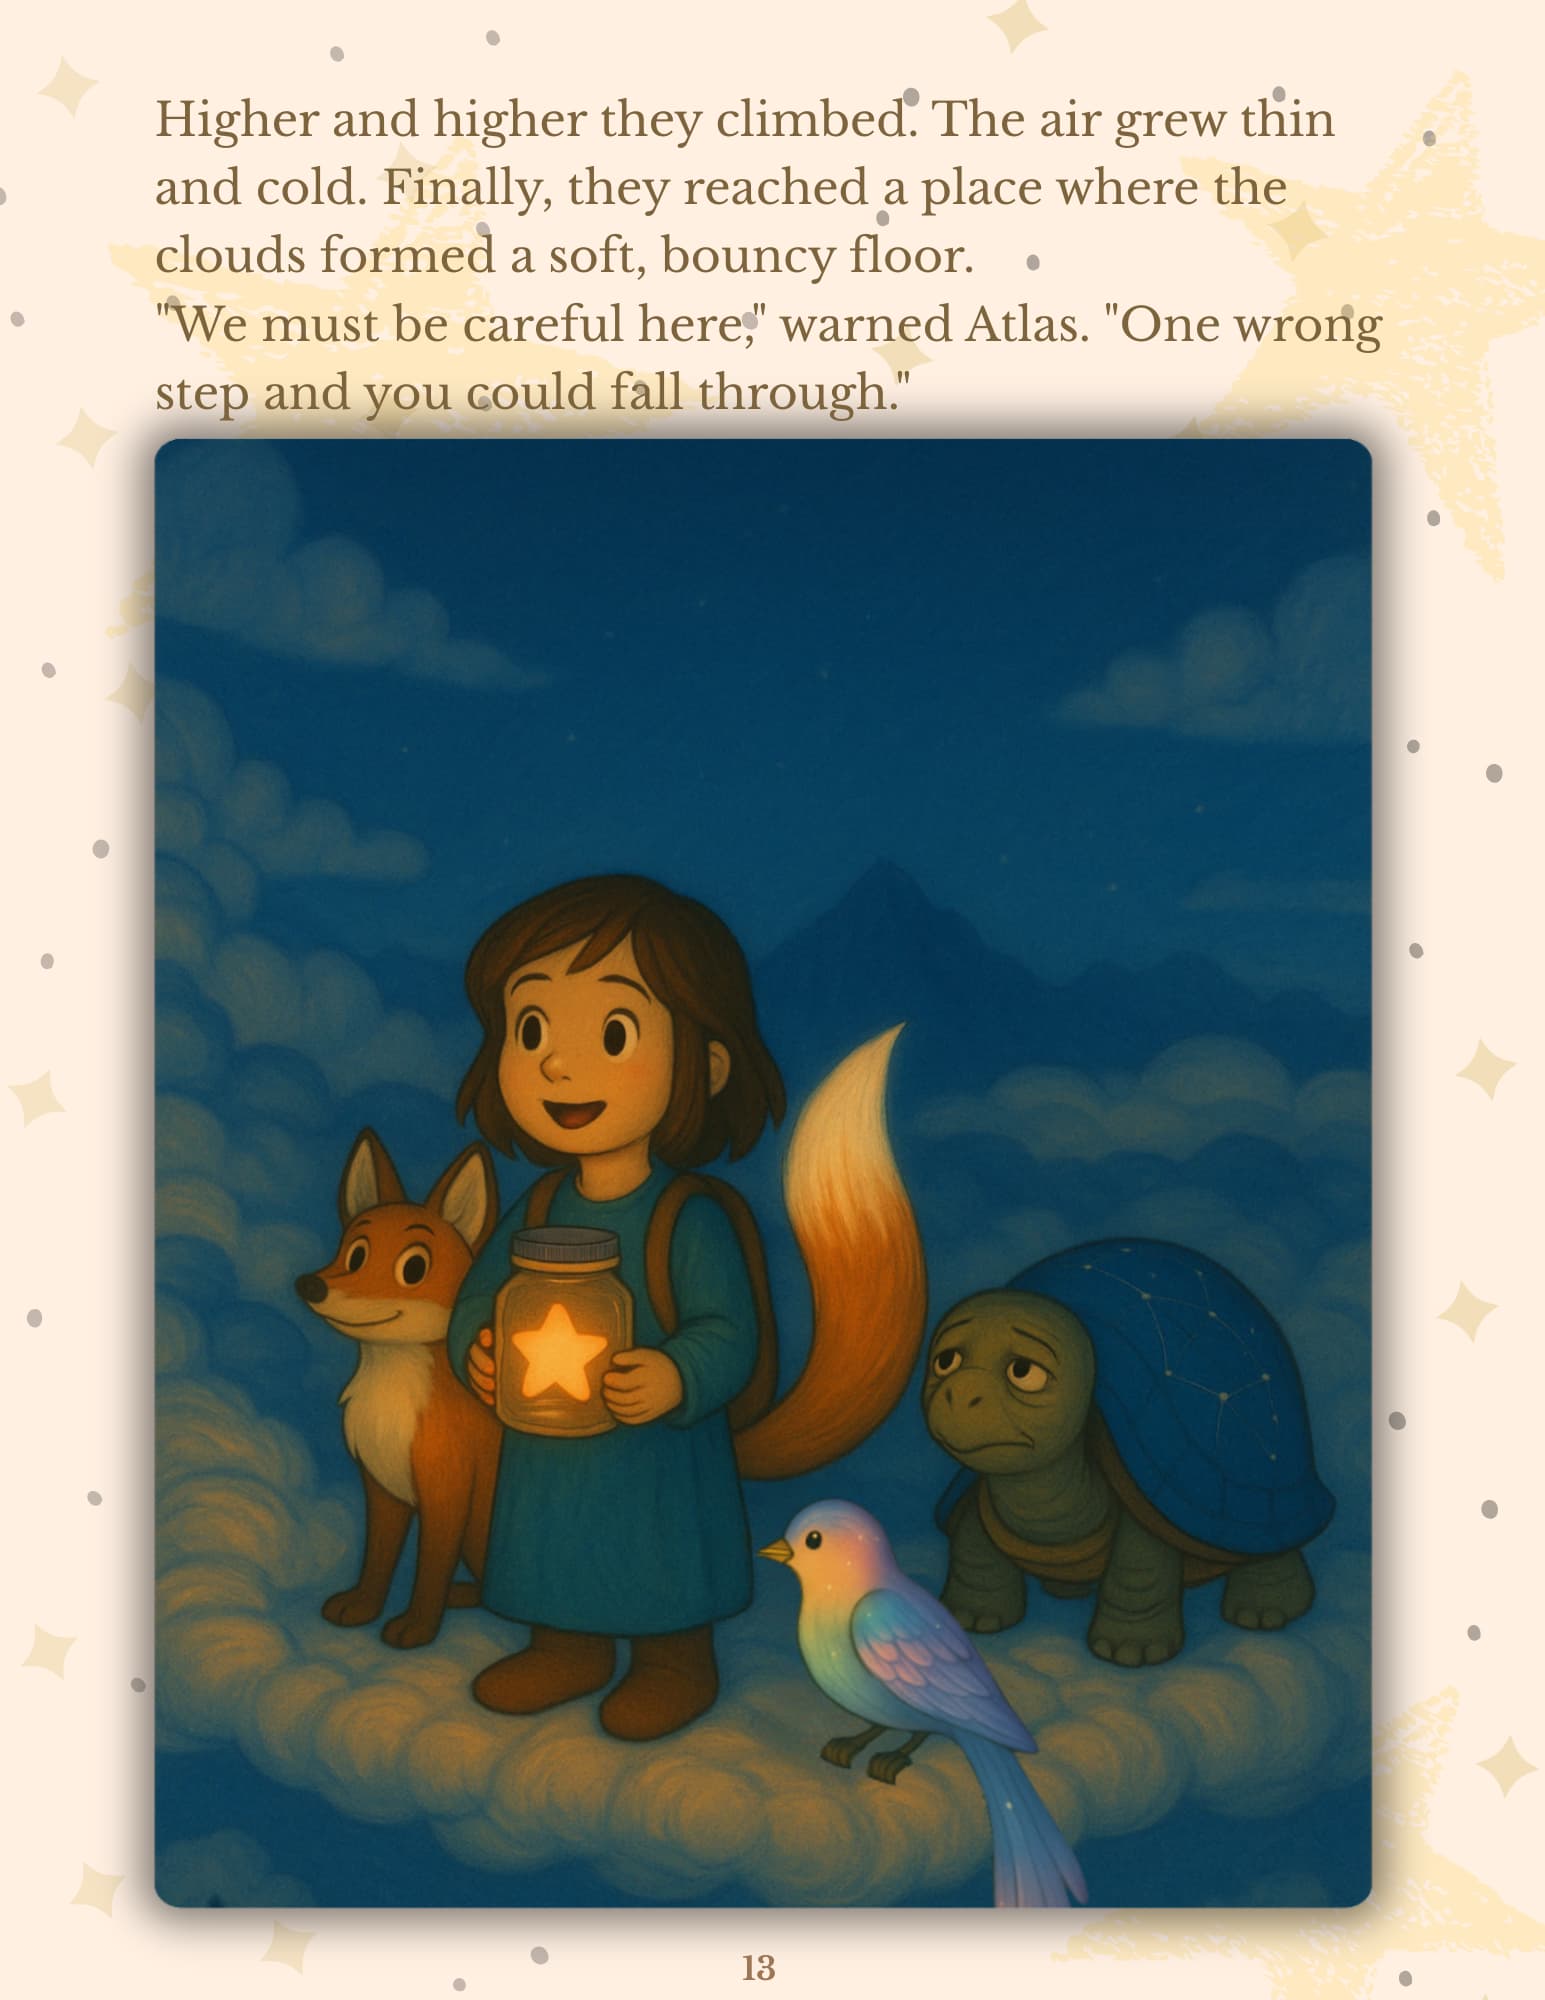 Higher and higher they climbed. The air grew thin
and cold. Finally, they reached a place where the
clouds formed a soft, bouncy floor.
"We must be careful here," warned Atlas. "One wrong
step and you could fall through."
13